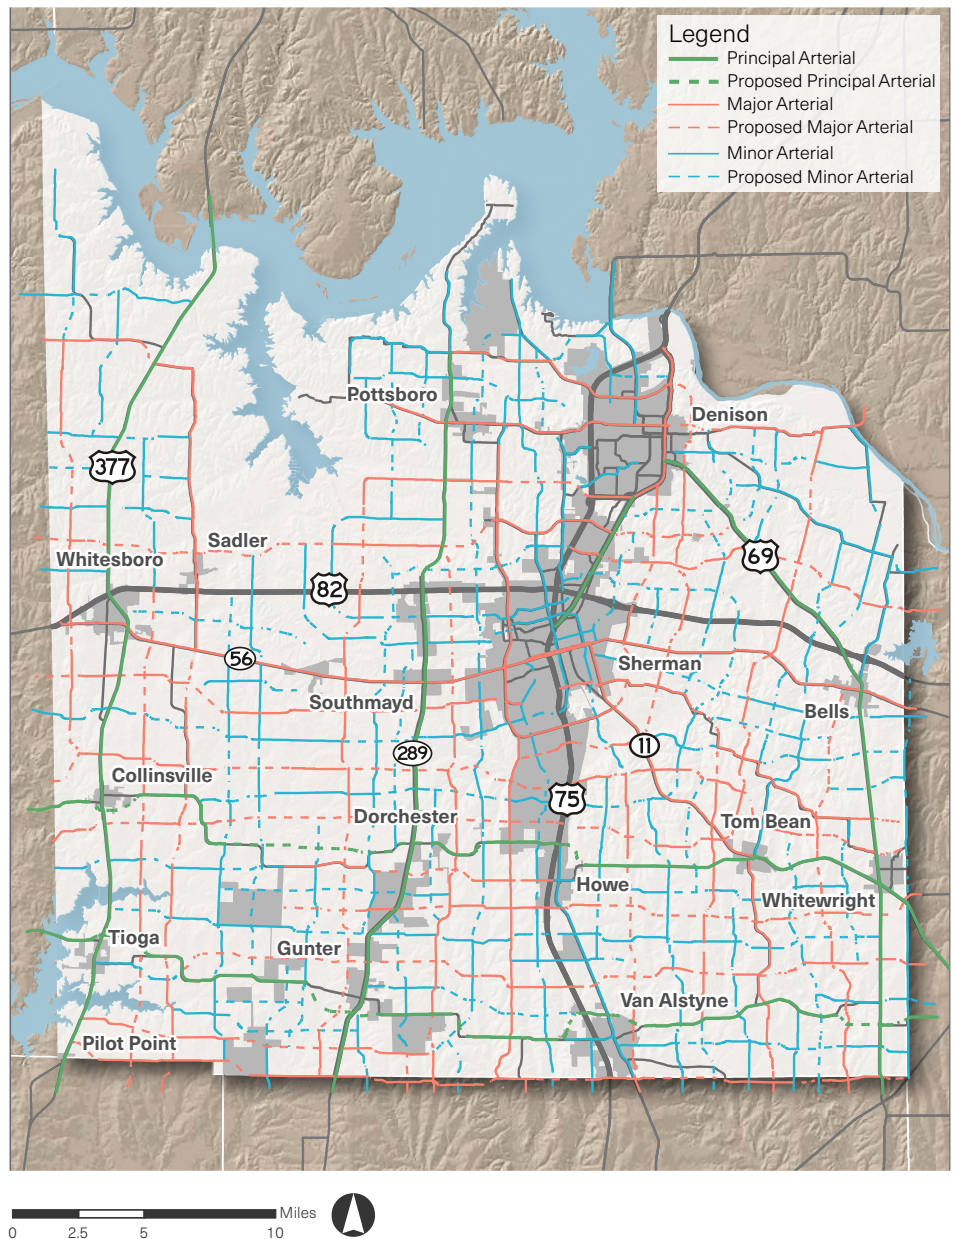 Legend
Principal Arterial
Proposed Principal Arterial
Major Arterial
Proposed Major Arterial
Minor Arterial
Proposed Minor Arterial
Pottsboro
Denison
377
Sadler
Whitesboro
69
82
56
Sherman
Southmayd
Bells
11
289
Collinsville
75
Dorchester
Tom Bean
Howe
Whitewright
Tioga
Gunter
Van Alstyne
Pilot Point
Miles
0 2.5 5 10